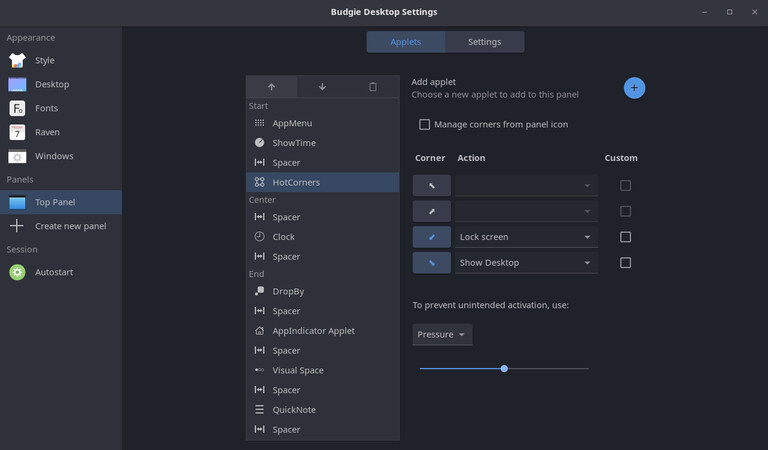 Budgie Desktop Settings
Appearance
Style
Desktop
Fonts
Raven
Windows
Panels
Top Panel
Create new panel
Session
Autostart
Applets
Settings
Start
AppMenu
ShowTime
Spacer
HotCorners
Center
Spacer
Clock
Spacer
End
DropBy
Spacer
AppIndicator Applet
Spacer
Visual Space
Spacer
QuickNote
Spacer
Add applet
Choose a new applet to add to this panel
Manage corners from panel icon
Corner Action Custom
Lock screen
Show Desktop
To prevent unintended activation, use:
Pressure